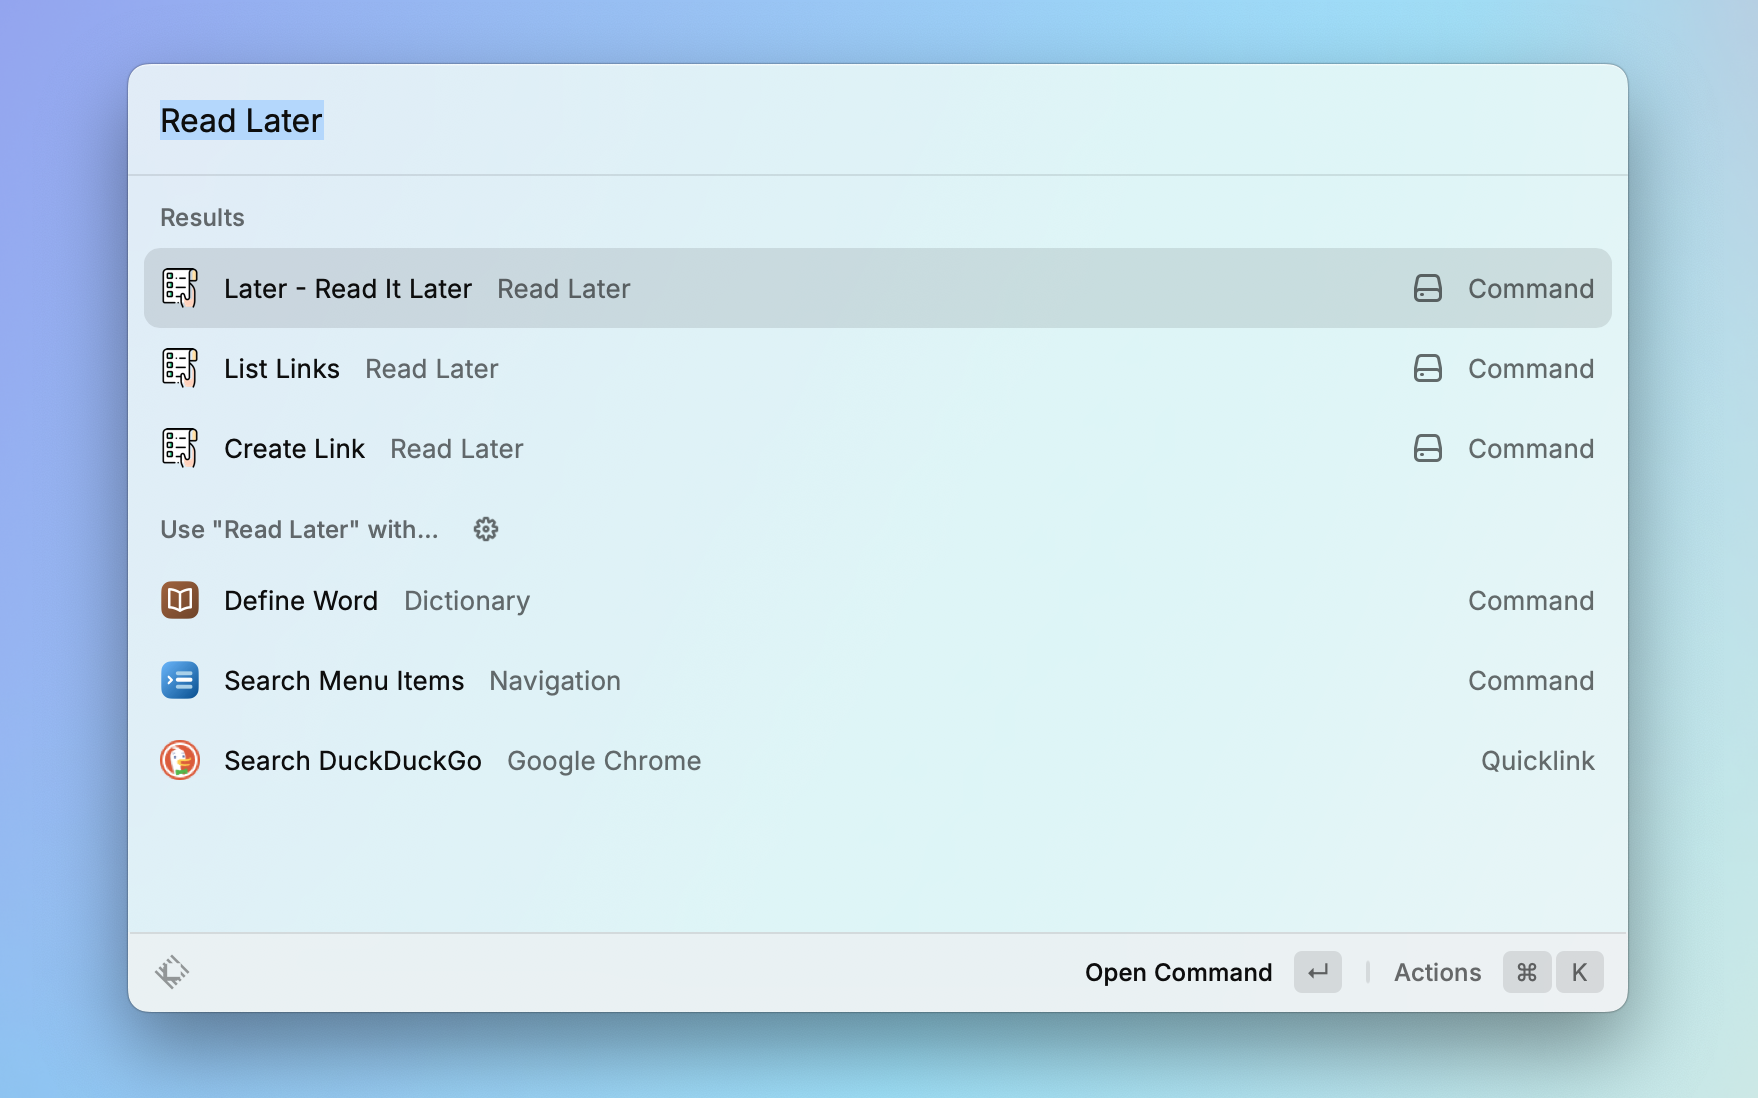 Read Later
Results
Later - Read It Later Read Later Command
List Links Read Later Command
Create Link Read Later Command
Use "Read Later" with...
Define Word Dictionary Command
Search Menu Items Navigation Command
Search DuckDuckGo Google Chrome Quicklink
Open Command ↵ Actions ⌘ K